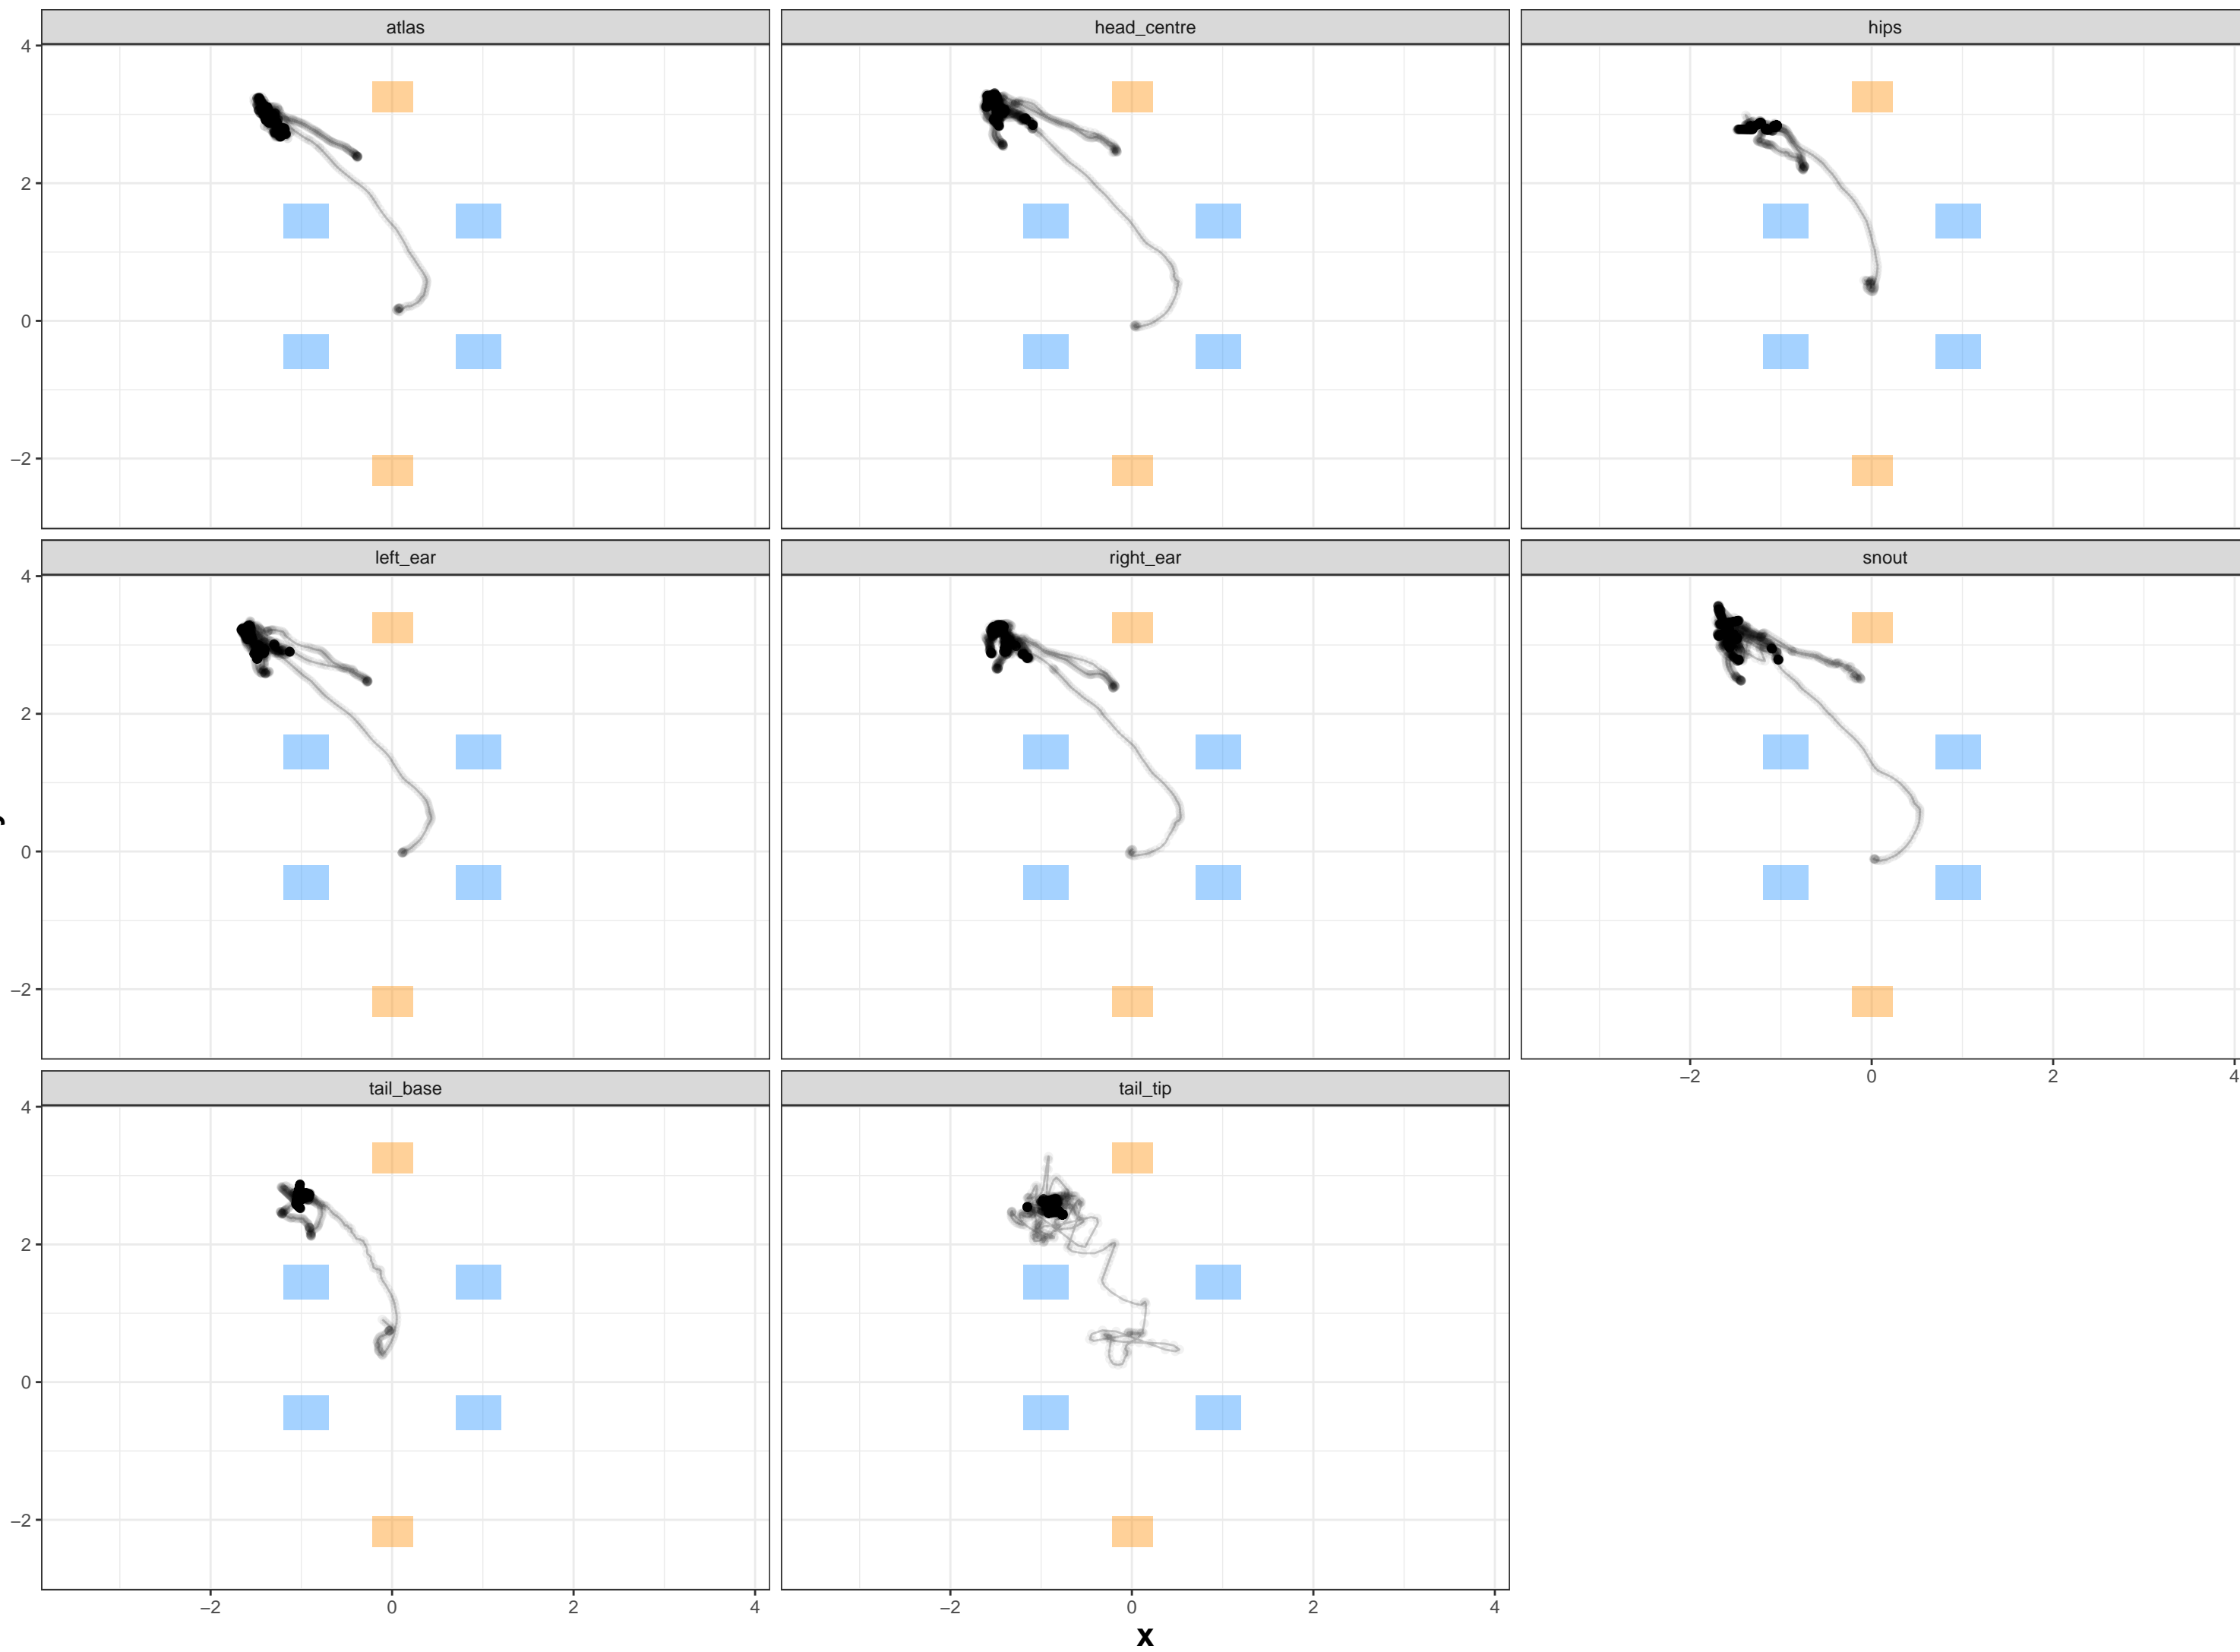 atlas head_centre hips
4
2
0
−2
left_ear right_ear snout
4
2
0
−2
−2 0 2 4
tail_base tail_tip
4
2
0
−2
−2 0 2 4 −2 0 2 4
x